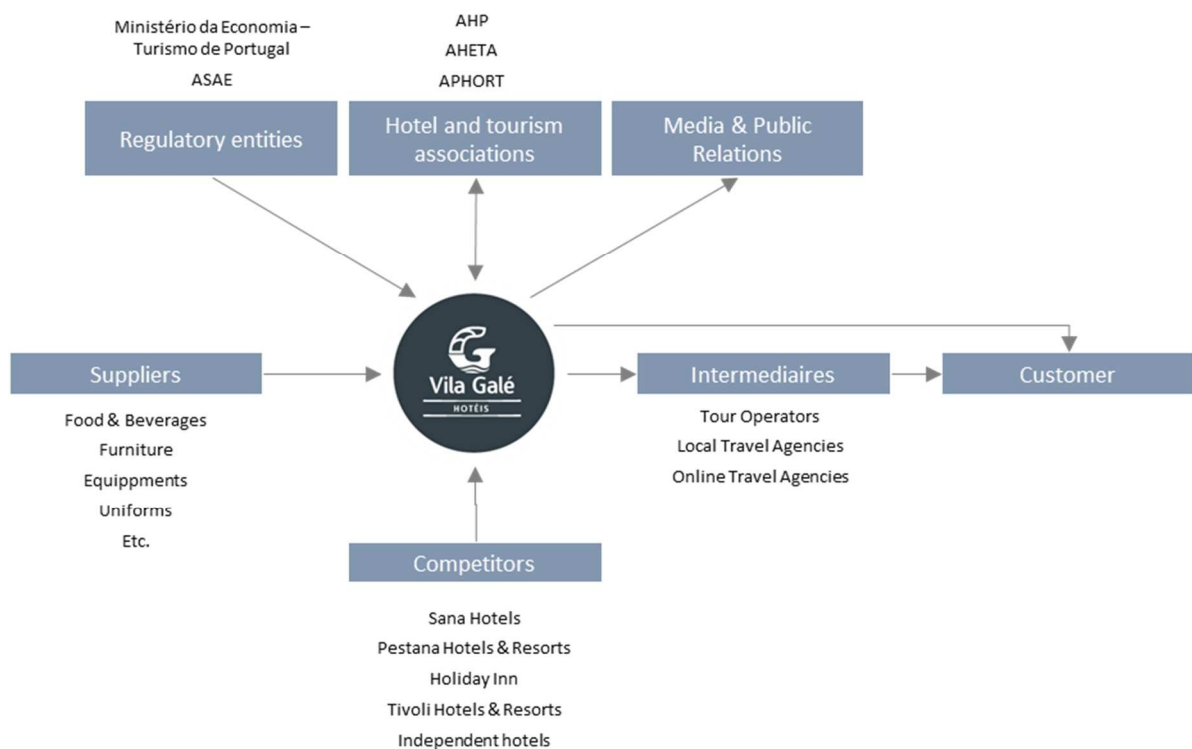 Ministério da Economia –
Turismo de Portugal
ASAE
AHP
AHETA
APHORT
Regulatory entities
Hotel and tourism
associations
Media & Public
Relations
Vila Galé
HOTÉIS
Suppliers
Food & Beverages
Furniture
Equippments
Uniforms
Etc.
Intermediaires
Tour Operators
Local Travel Agencies
Online Travel Agencies
Customer
Competitors
Sana Hotels
Pestana Hotels & Resorts
Holiday Inn
Tivoli Hotels & Resorts
Independent hotels